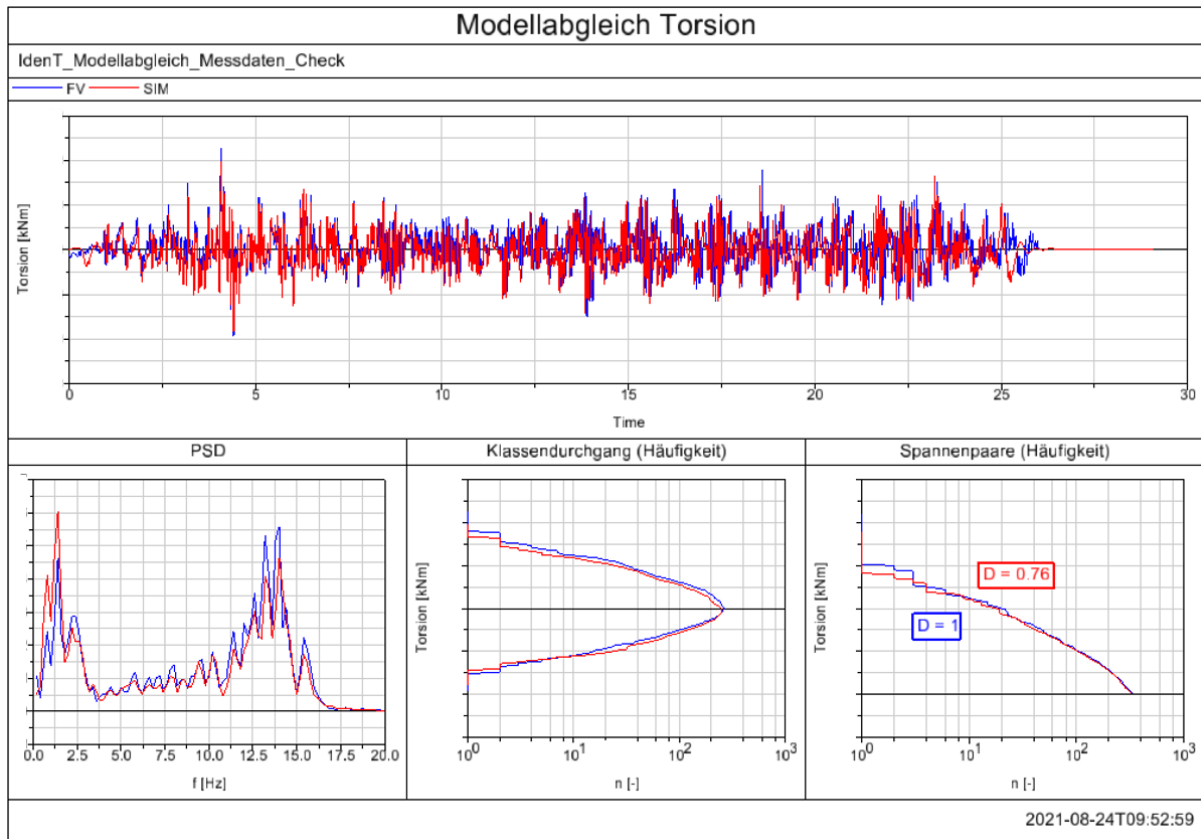 Modellabgleich Torsion
IdenT_Modellabgleich_Messdaten_Check
FV SIM
Torsion [kNm]
0 5 10 15 20 25 30
Time
PSD
0.0 2.5 5.0 7.5 10.0 12.5 15.0 17.5 20.0
f [Hz]
Klassendurchgang (Häufigkeit)
Torsion [kNm]
10^0 10^1 10^2 10^3
n [-]
Spannenpaare (Häufigkeit)
Torsion [kNm]
D = 0.76
D = 1
10^0 10^1 10^2 10^3
n [-]
2021-08-24T09:52:59